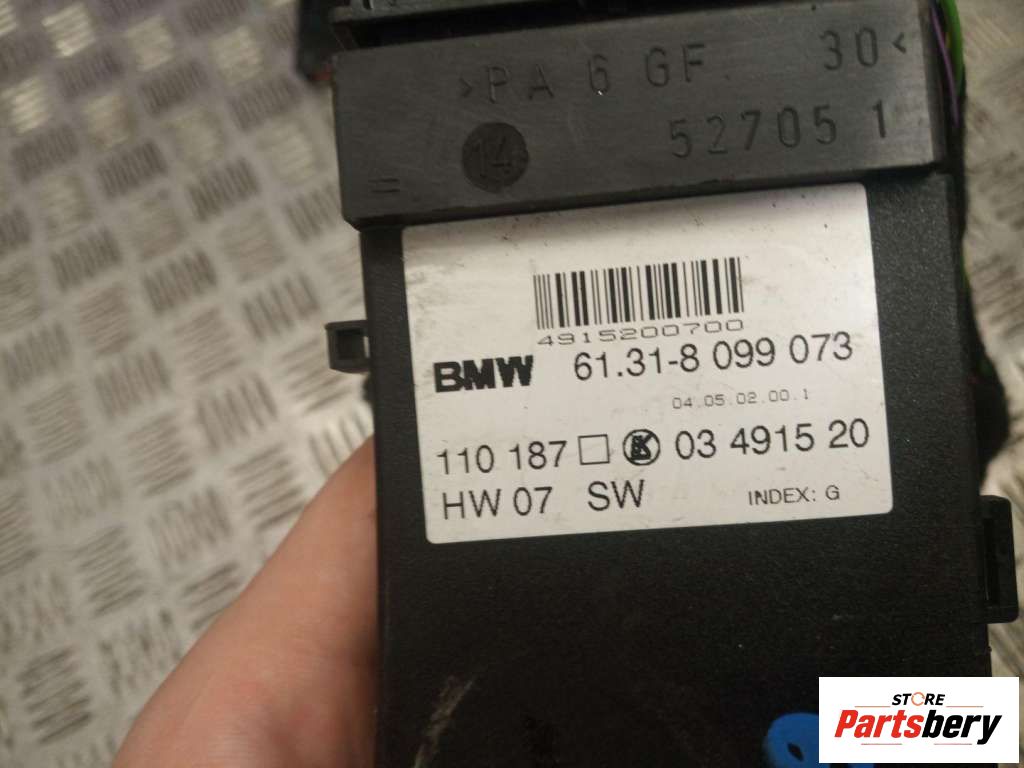 >PA 6 GF. 30<
52705 1
14
=
4915200700
BMW 61.31-8 099 073
04.05.02.00.1
110 187 03 4915 20
HW 07 SW INDEX: G
STORE
Partsbery